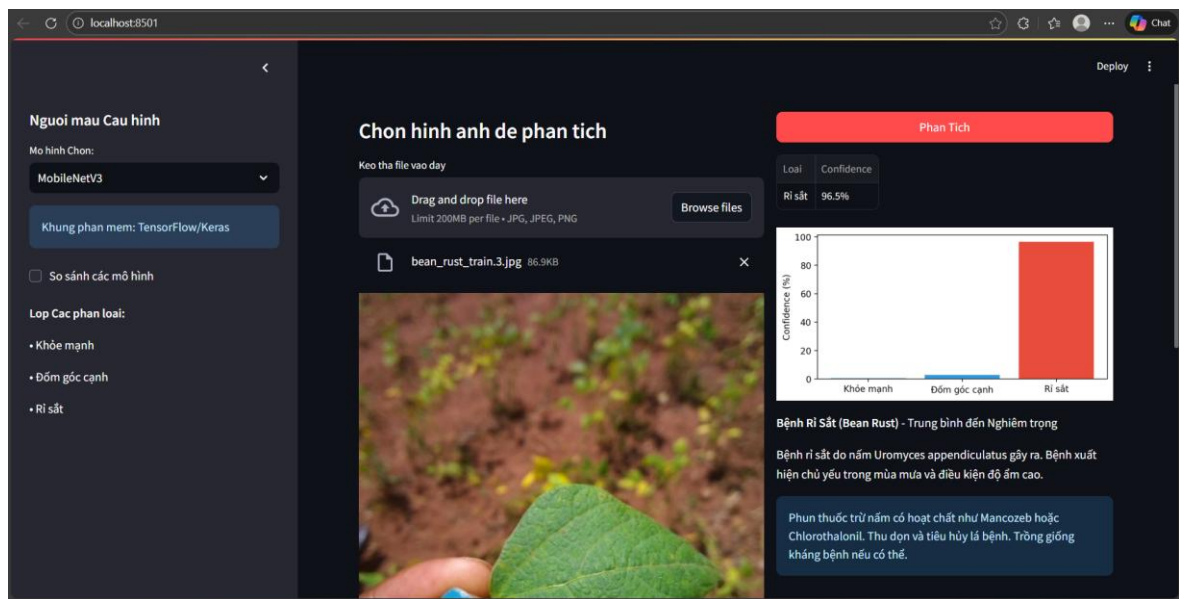 localhost:8501
Chat
Deploy
Nguoi mau Cau hinh
Mo hinh Chon:
MobileNetV3
Khung phan mem: TensorFlow/Keras
So sánh các mô hình
Lop Cac phan loai:
• Khỏe mạnh
• Đốm góc cạnh
• Rỉ sắt
Chon hinh anh de phan tich
Keo tha file vao day
Drag and drop file here
Limit 200MB per file • JPG, JPEG, PNG
Browse files
bean_rust_train.3.jpg 86.9KB
Phan Tich
Loai Confidence
Rỉ sắt 96.5%
Confidence (%)
100
80
60
40
20
0
Khỏe mạnh Đốm góc cạnh Rỉ sắt
Bệnh Rỉ Sắt (Bean Rust) - Trung bình đến Nghiêm trọng
Bệnh rỉ sắt do nấm Uromyces appendiculatus gây ra. Bệnh xuất
hiện chủ yếu trong mùa mưa và điều kiện độ ẩm cao.
Phun thuốc trừ nấm có hoạt chất như Mancozeb hoặc
Chlorothalonil. Thu dọn và tiêu hủy lá bệnh. Trồng giống
kháng bệnh nếu có thể.